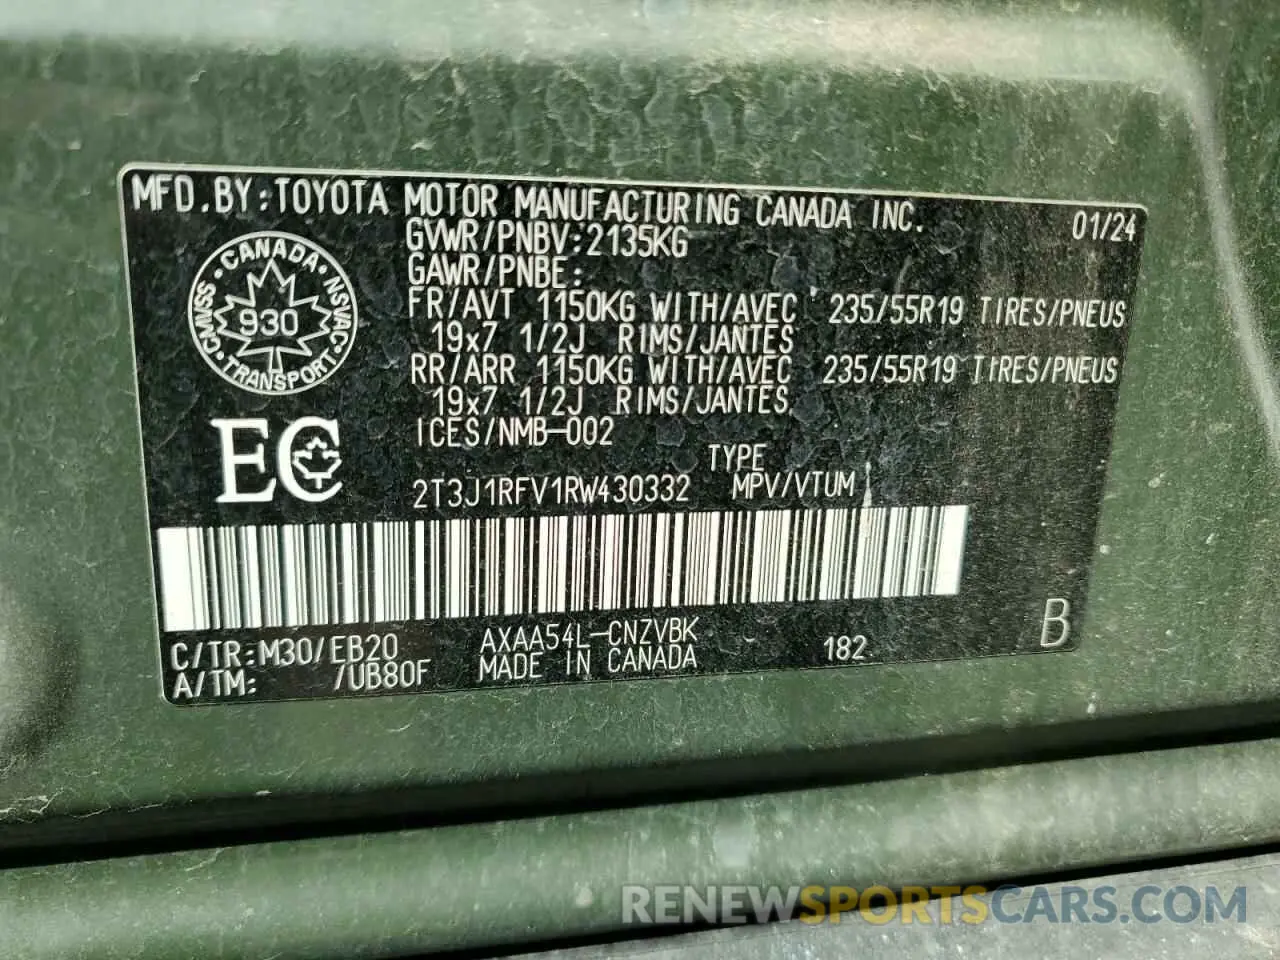 MFD.BY:TOYOTA MOTOR MANUFACTURING CANADA INC. 01/24
GVWR/PNBV:2135KG
GAWR/PNBE:
FR/AVT 1150KG WITH/AVEC 235/55R19 TIRES/PNEUS
19x7 1/2J RIMS/JANTES
RR/ARR 1150KG WITH/AVEC 235/55R19 TIRES/PNEUS
19x7 1/2J RIMS/JANTES
ICES/NMB-002
CANADA · NSVAC · TRANSPORT · CMVSS
930
EC
TYPE
2T3J1RFV1RW430332 MPV/VTUM
C/TR:M30/EB20 AXAA54L-CNZVBK 182 B
A/TM: /UB80F MADE IN CANADA
RENEWSPORTSCARS.COM